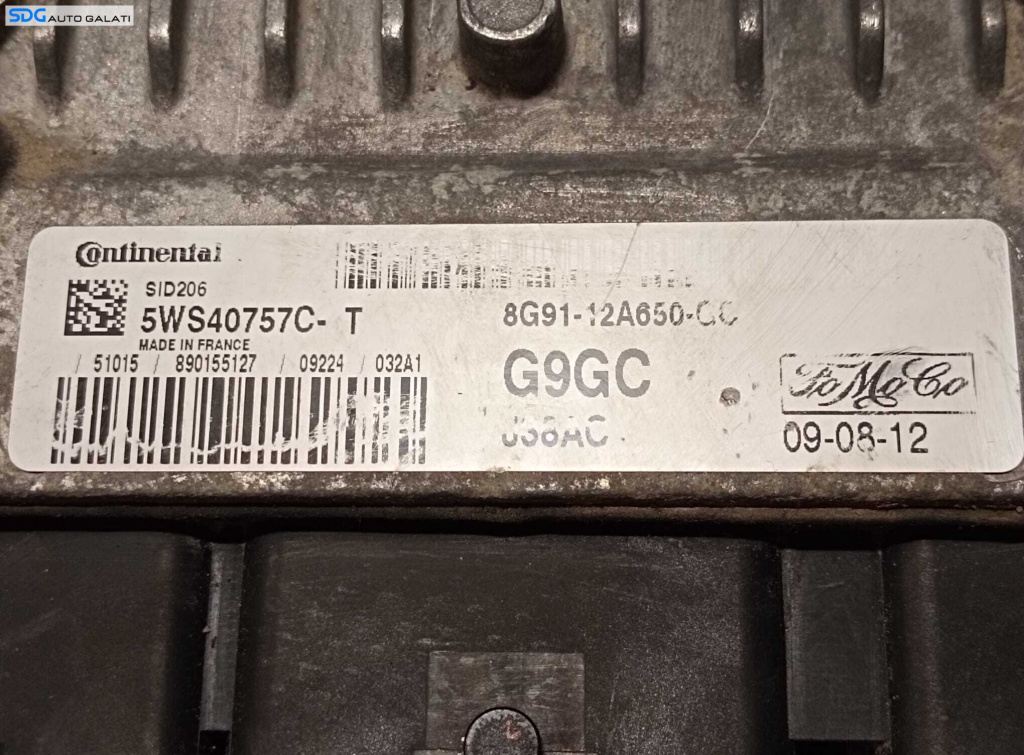 SDG AUTO GALATI
Continental
SID206
5WS40757C- T
MADE IN FRANCE
/ 51015 / 890155127 / 09224 / 032A1
8G91-12A650-
G9GC
FoMoCo
09-08-12